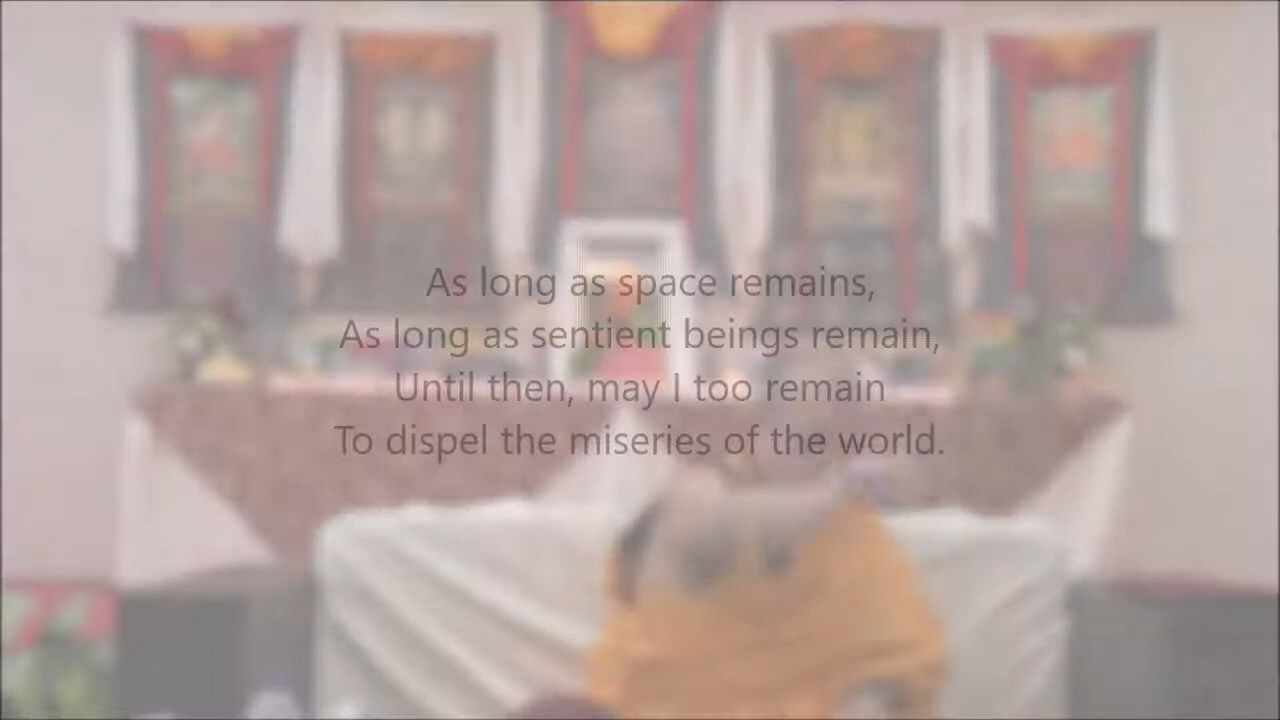 As long as space remains,
As long as sentient beings remain,
Until then, may I too remain
To dispel the miseries of the world.